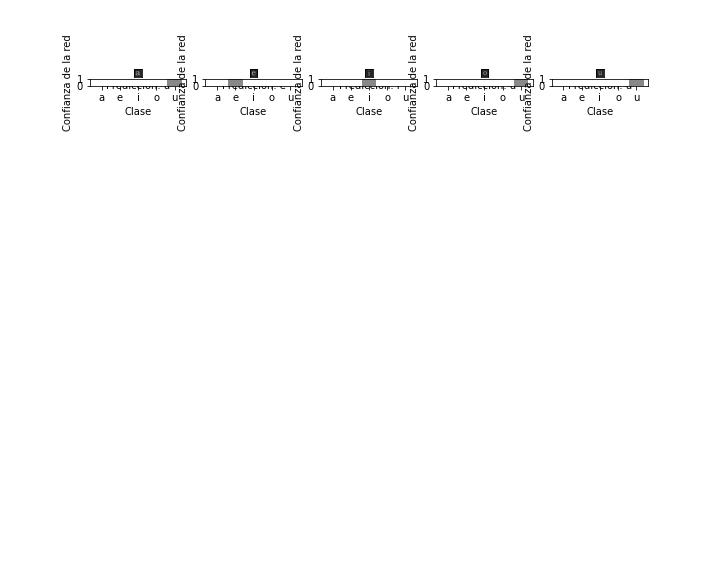 a e i o u
Confianza de la red Confianza de la red Confianza de la red Confianza de la red Confianza de la red
1 1 1 1 1
0 0 0 0 0
a e i o u a e i o u a e i o u a e i o u a e i o u
Clase Clase Clase Clase Clase